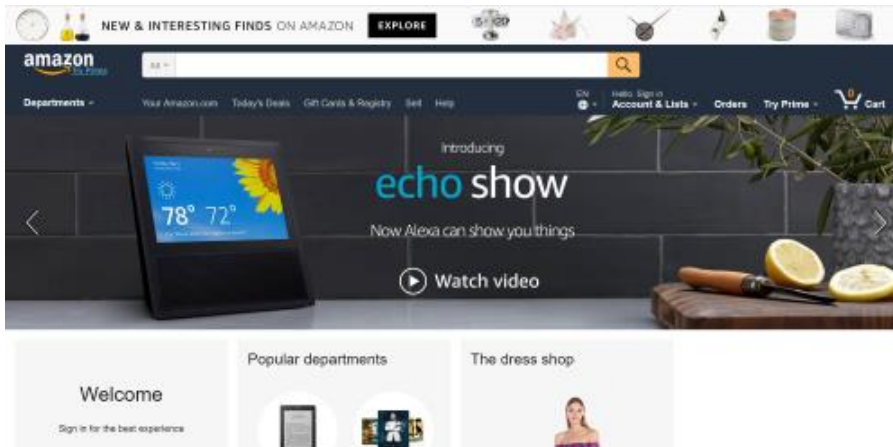 NEW & INTERESTING FINDS ON AMAZON EXPLORE
amazon
Try Prime
All
Departments
Your Amazon.com Today's Deals Gift Cards & Registry Sell Help
EN
Hello. Sign in
Account & Lists Orders Try Prime 0 Cart
Introducing
echo show
Now Alexa can show you things
Watch video
78° 72°
Welcome
Sign in for the best experience
Popular departments
The dress shop